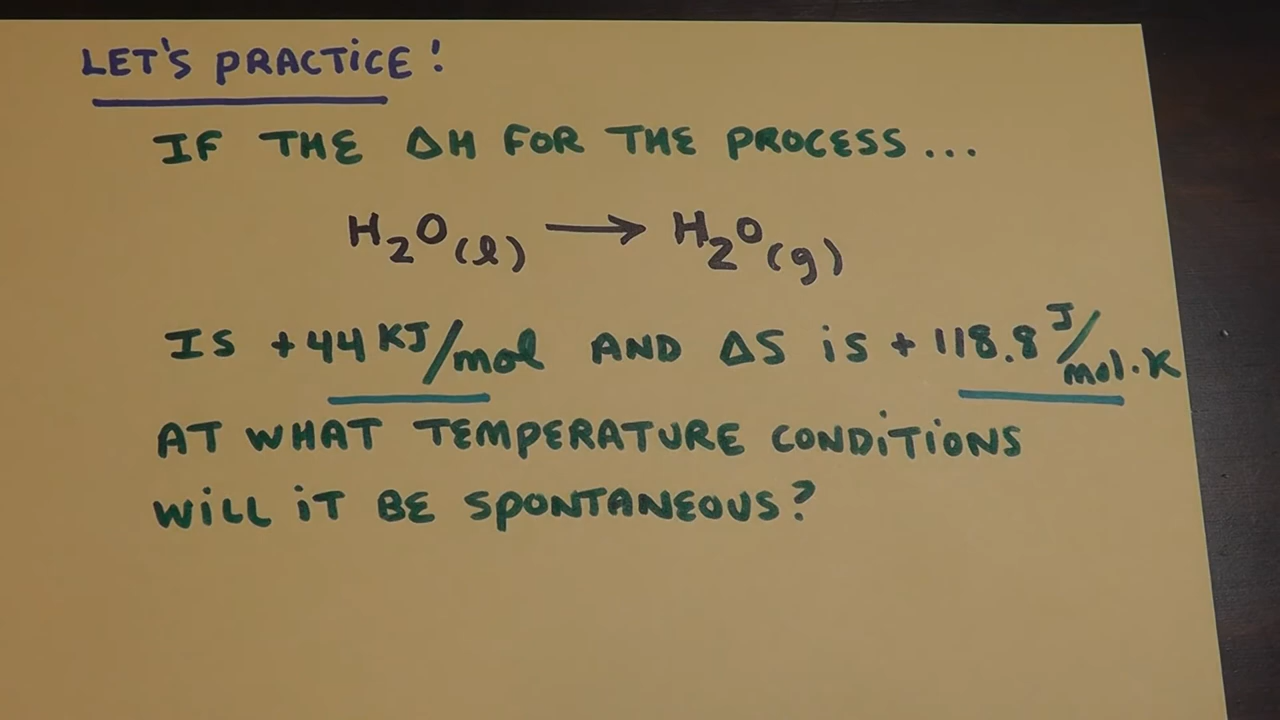 LET'S PRACTICE!
IF THE ΔH FOR THE PROCESS...
H₂O(l) → H₂O(g)
IS +44 KJ/mol AND ΔS is +118.8 J/mol·K
AT WHAT TEMPERATURE CONDITIONS
WILL iT BE SPONTANEOUS?